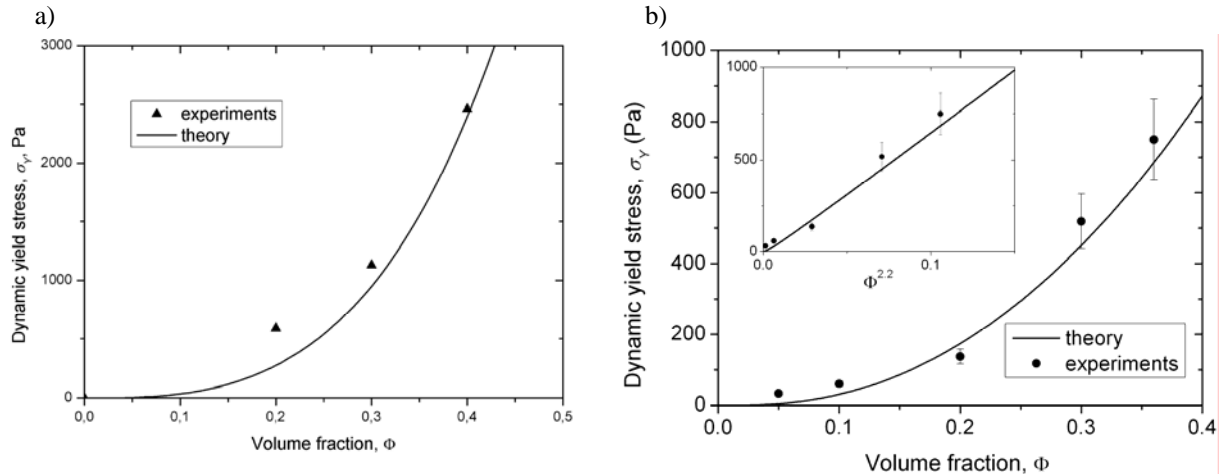 a)
3000
2000
1000
0
0,0 0,1 0,2 0,3 0,4 0,5
Dynamic yield stress, σY, Pa
Volume fraction, Φ
experiments
theory
b)
1000
800
600
400
200
0
0.0 0.1 0.2 0.3 0.4
Dynamic yield stress, σY (Pa)
Volume fraction, Φ
1000
500
0
0.0 0.1
Φ2.2
theory
experiments